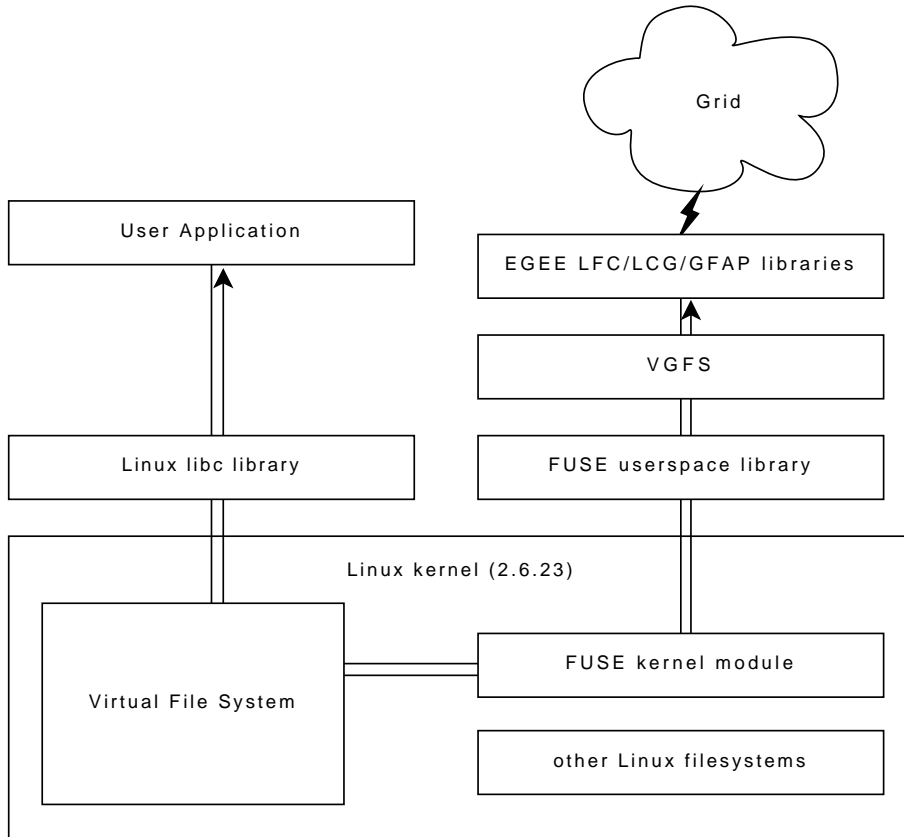 Grid
User Application
EGEE LFC/LCG/GFAP libraries
VGFS
Linux libc library
FUSE userspace library
Linux kernel (2.6.23)
Virtual File System
FUSE kernel module
other Linux filesystems